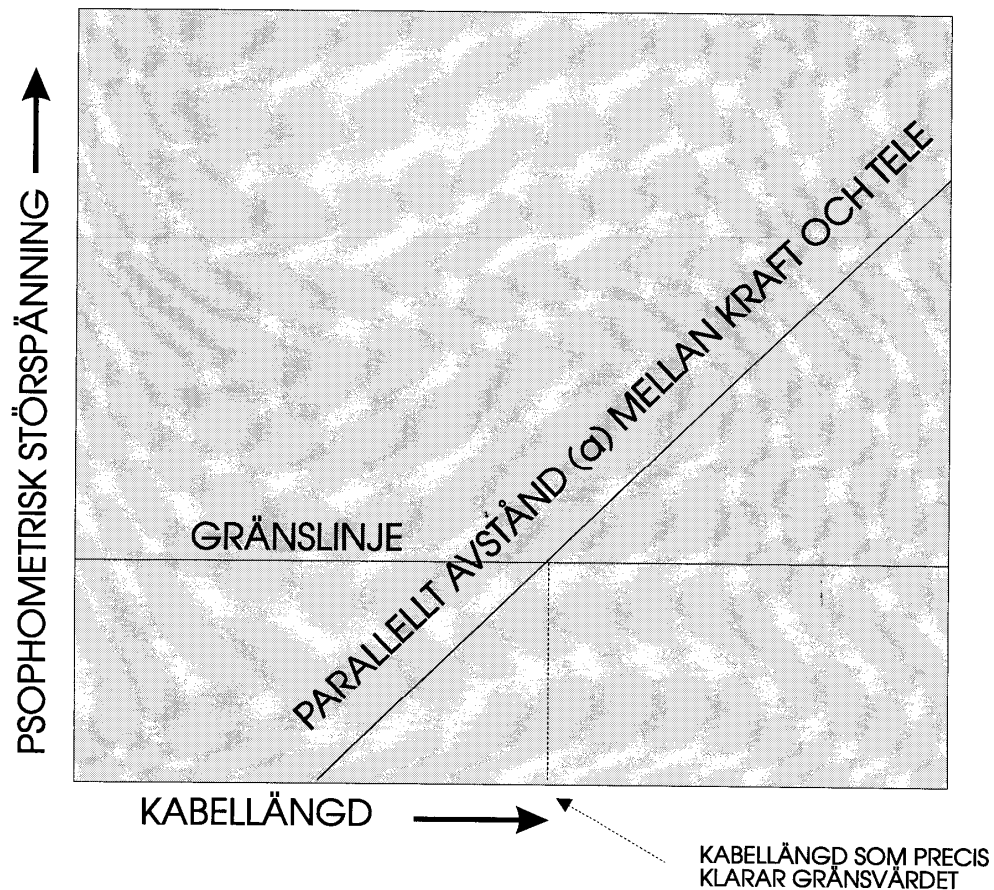 PSOPHOMETRISK STÖRSPÄNNING
GRÄNSLINJE
PARALLELLT AVSTÅND (a) MELLAN KRAFT OCH TELE
KABELLÄNGD
KABELLÄNGD SOM PRECIS
KLARAR GRÄNSVÄRDET